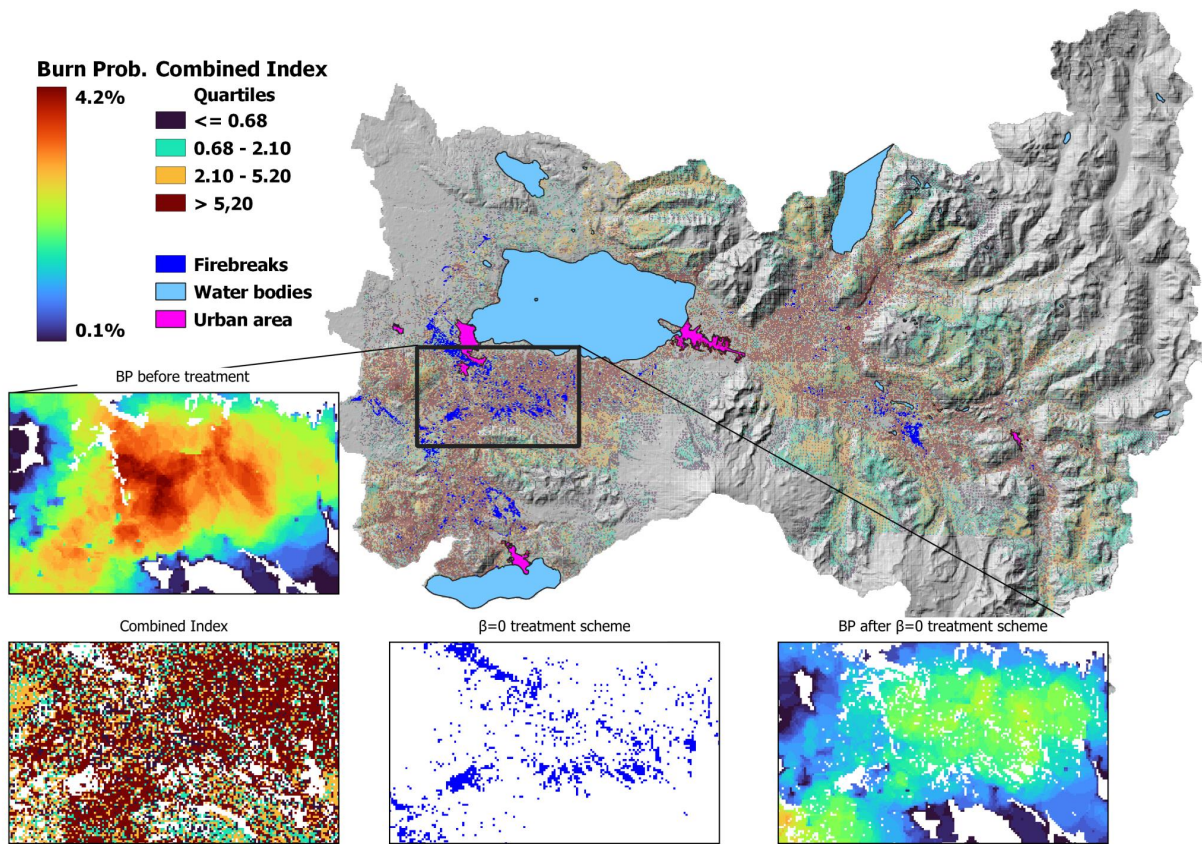 Burn Prob.
4.2%
0.1%
Combined Index
Quartiles
<= 0.68
0.68 - 2.10
2.10 - 5.20
> 5,20
Firebreaks
Water bodies
Urban area
BP before treatment
Combined Index
β=0 treatment scheme
BP after β=0 treatment scheme